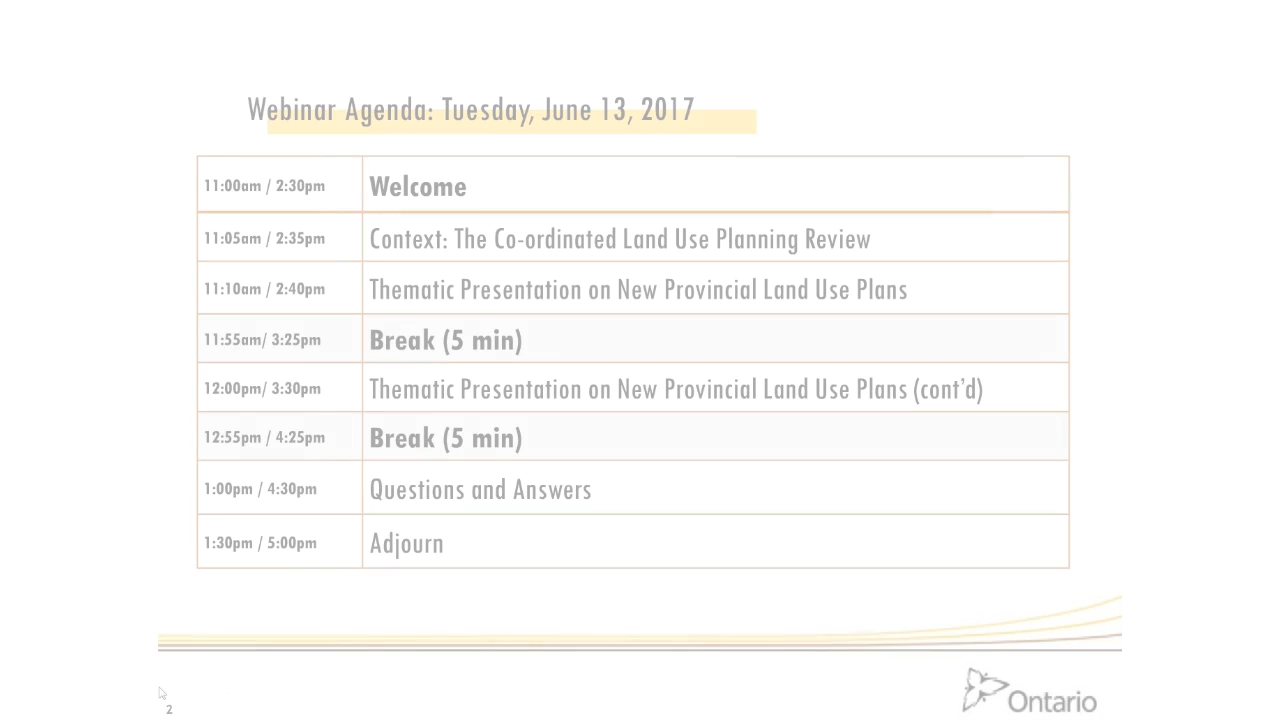 Webinar Agenda: Tuesday, June 13, 2017
11:00am / 2:30pm Welcome
11:05am / 2:35pm Context: The Co-ordinated Land Use Planning Review
11:10am / 2:40pm Thematic Presentation on New Provincial Land Use Plans
11:55am/ 3:25pm Break (5 min)
12:00pm/ 3:30pm Thematic Presentation on New Provincial Land Use Plans (cont’d)
12:55pm / 4:25pm Break (5 min)
1:00pm / 4:30pm Questions and Answers
1:30pm / 5:00pm Adjourn
2
Ontario